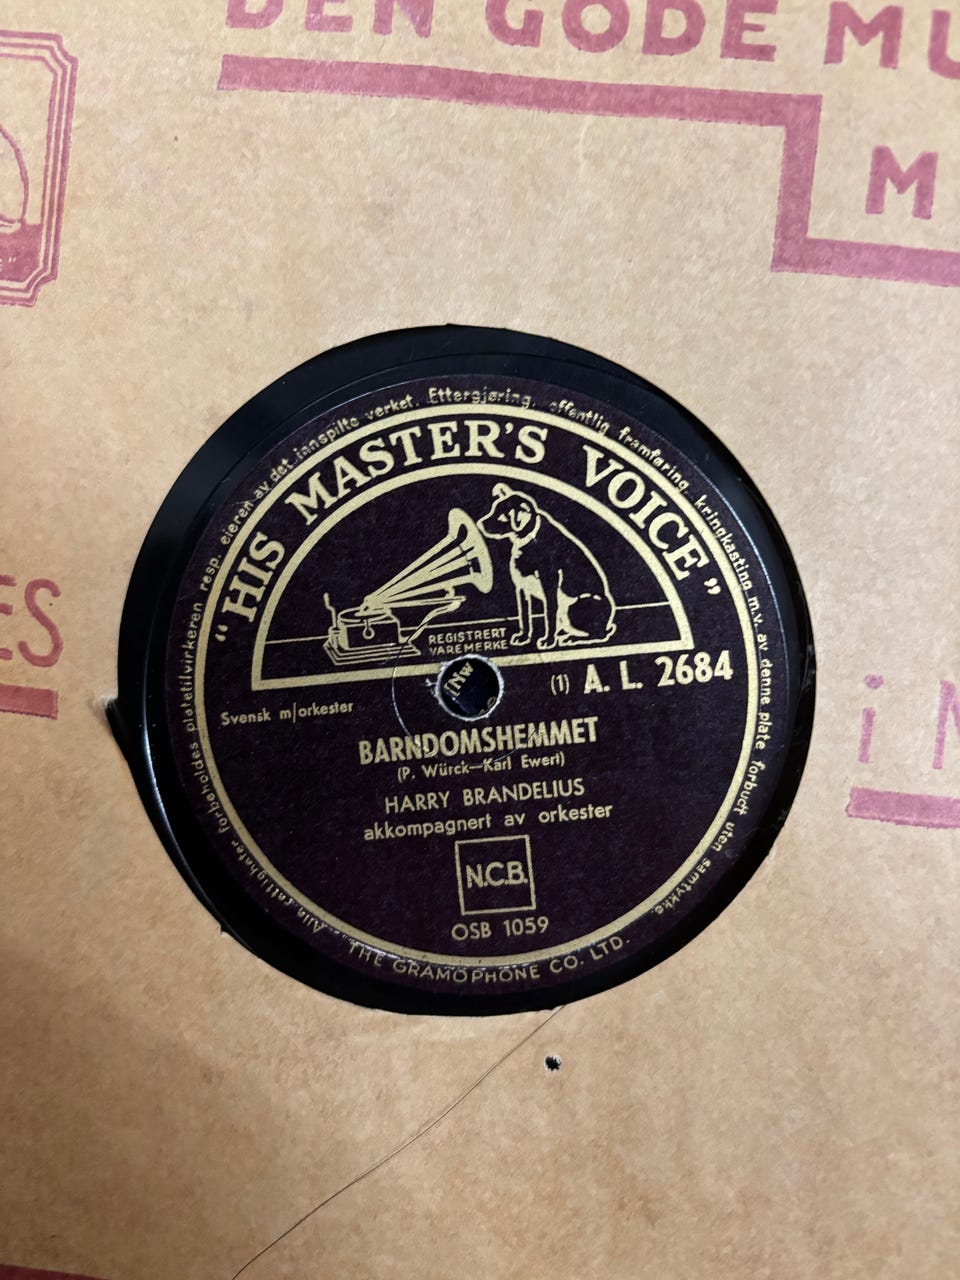 DEN GODE MU
M
ES
i N
"HIS MASTER'S VOICE"
REGISTRERT
VAREMERKE
(1) A. L. 2684
Svensk m/orkester
BARNDOMSHEMMET
(P. Würck—Karl Ewert)
HARRY BRANDELIUS
akkompagnert av orkester
N.C.B.
OSB 1059
THE GRAMOPHONE CO. LTD.
Alle rettigheter forbeholdes platetilvirkeren resp. eieren av det innspilte verket. Ettergjøring, offentlig framføring, kringkasting m.v. av denne plate forbudt uten samtykke.